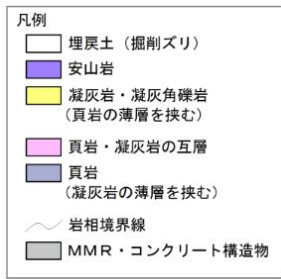 凡例
埋戻土（掘削ズリ）
安山岩
凝灰岩・凝灰角礫岩
（頁岩の薄層を挟む）
頁岩・凝灰岩の互層
頁岩
（凝灰岩の薄層を挟む）
岩相境界線
ＭＭＲ・コンクリート構造物